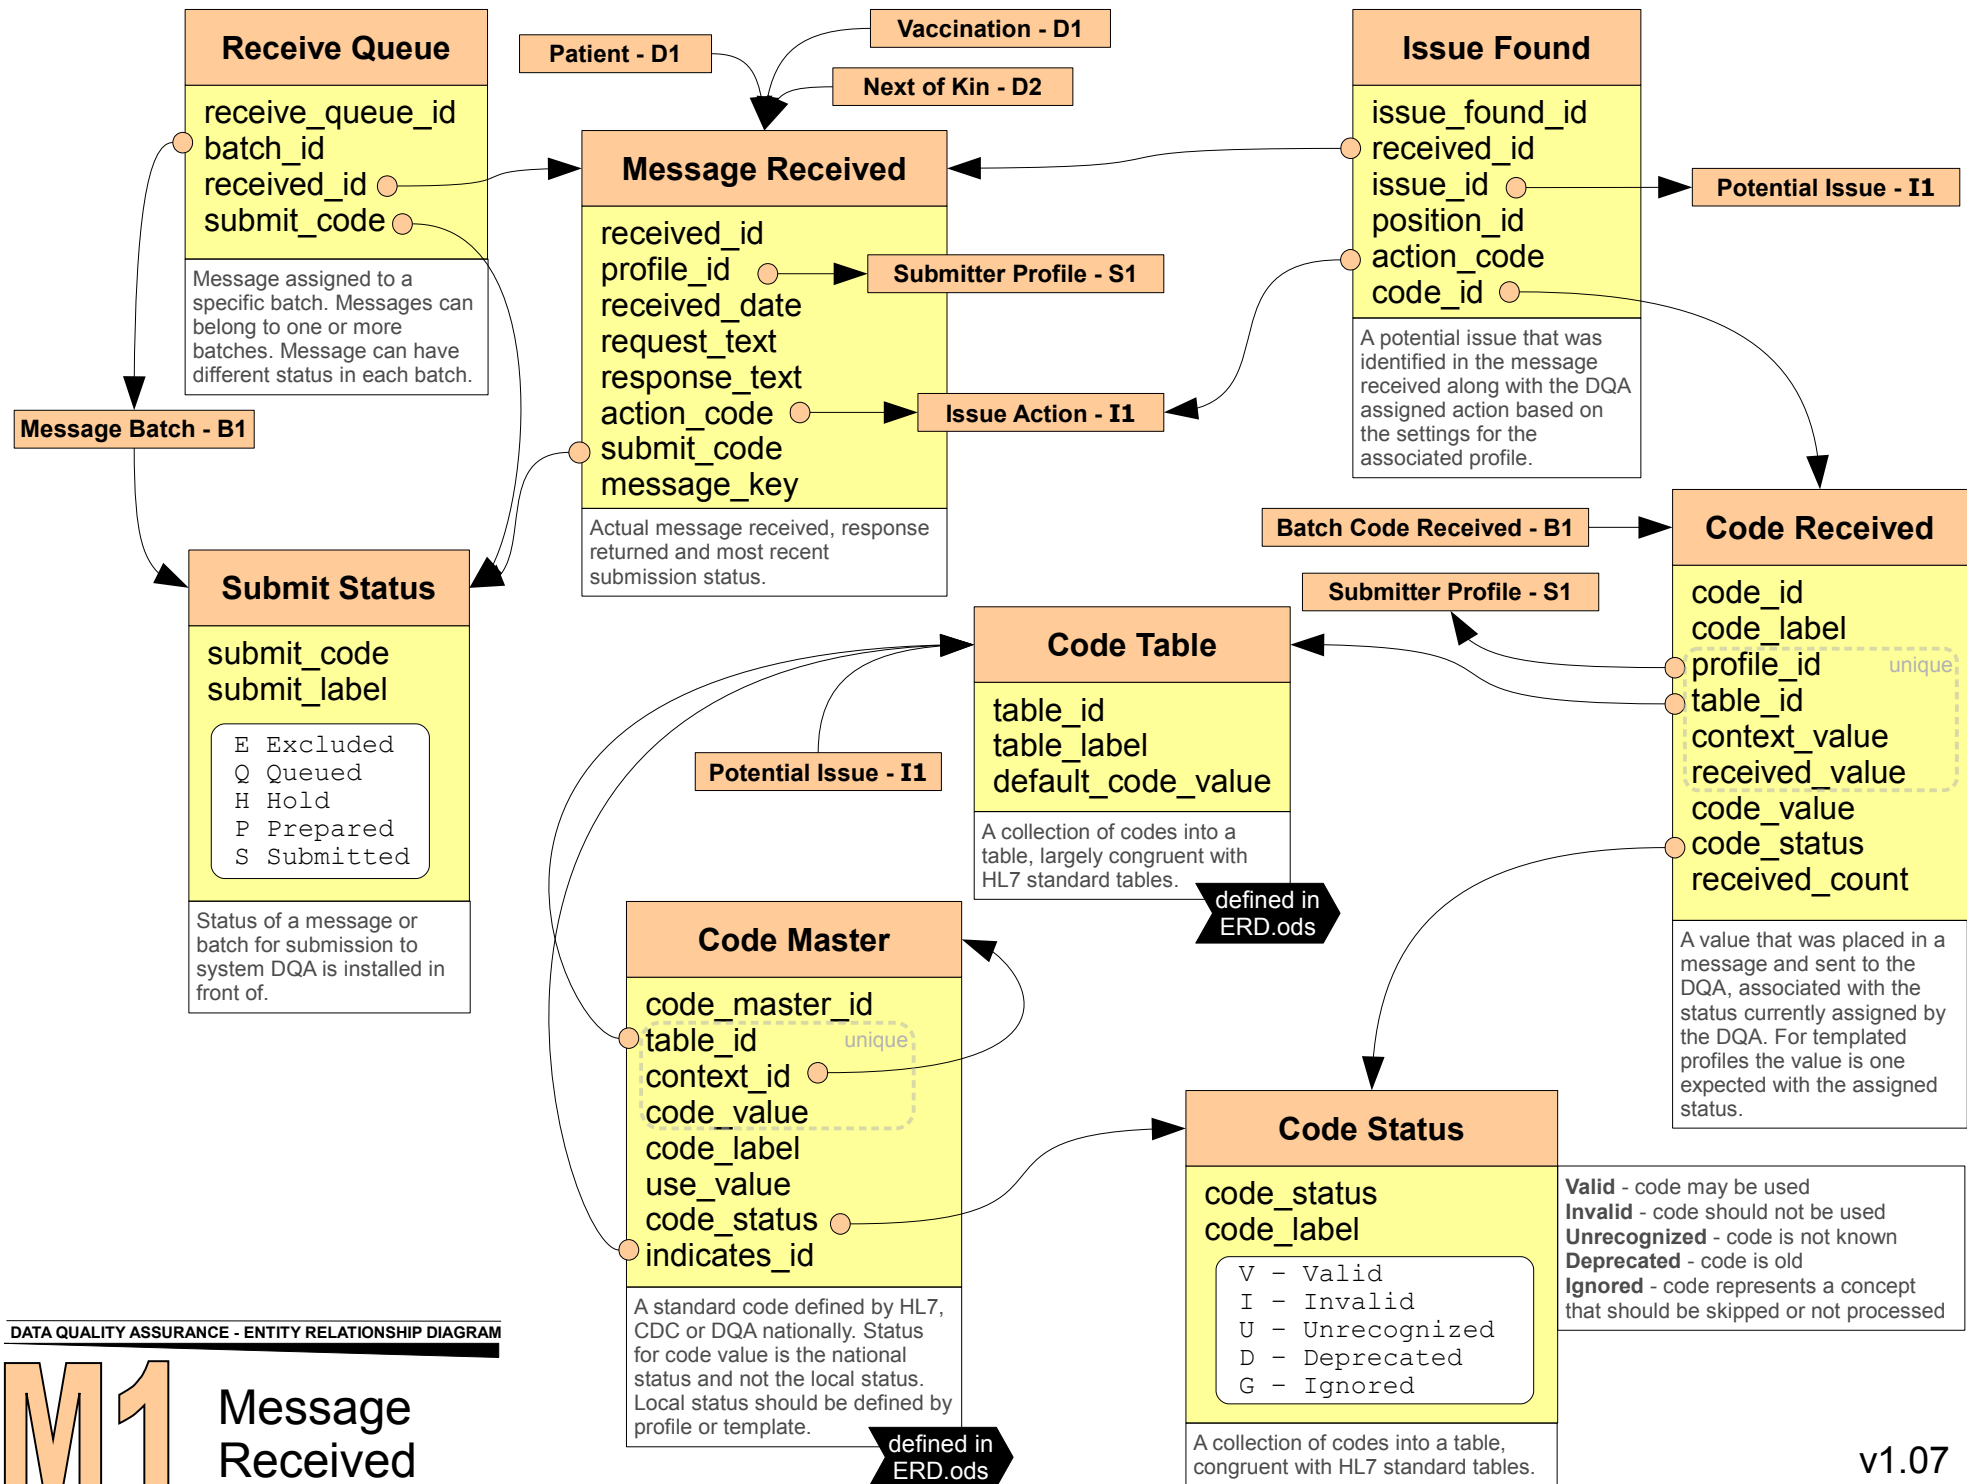 Receive Queue
receive_queue_id
batch_id
received_id
submit_code
Message assigned to a
specific batch. Messages can
belong to one or more
batches. Message can have
different status in each batch.
Patient - D1
Vaccination - D1
Next of Kin - D2
Message Received
received_id
profile_id
received_date
request_text
response_text
action_code
submit_code
message_key
Actual message received, response
returned and most recent
submission status.
Submitter Profile - S1
Issue Action - I1
Issue Found
issue_found_id
received_id
issue_id
position_id
action_code
code_id
A potential issue that was
identified in the message
received along with the DQA
assigned action based on
the settings for the
associated profile.
Potential Issue - I1
Message Batch - B1
Submit Status
submit_code
submit_label
E Excluded
Q Queued
H Hold
P Prepared
S Submitted
Status of a message or
batch for submission to
system DQA is installed in
front of.
Batch Code Received - B1
Submitter Profile - S1
Code Received
code_id
code_label
profile_id unique
table_id
context_value
received_value
code_value
code_status
received_count
A value that was placed in a
message and sent to the
DQA, associated with the
status currently assigned by
the DQA. For templated
profiles the value is one
expected with the assigned
status.
Code Table
table_id
table_label
default_code_value
A collection of codes into a
table, largely congruent with
HL7 standard tables.
defined in
ERD.ods
Potential Issue - I1
Code Master
code_master_id
table_id unique
context_id
code_value
code_label
use_value
code_status
indicates_id
A standard code defined by HL7,
CDC or DQA nationally. Status
for code value is the national
status and not the local status.
Local status should be defined by
profile or template.
defined in
ERD.ods
Code Status
code_status
code_label
V – Valid
I – Invalid
U – Unrecognized
D – Deprecated
G – Ignored
A collection of codes into a table,
congruent with HL7 standard tables.
Valid - code may be used
Invalid - code should not be used
Unrecognized - code is not known
Deprecated - code is old
Ignored - code represents a concept
that should be skipped or not processed
DATA QUALITY ASSURANCE - ENTITY RELATIONSHIP DIAGRAM
M1
Message
Received
v1.07